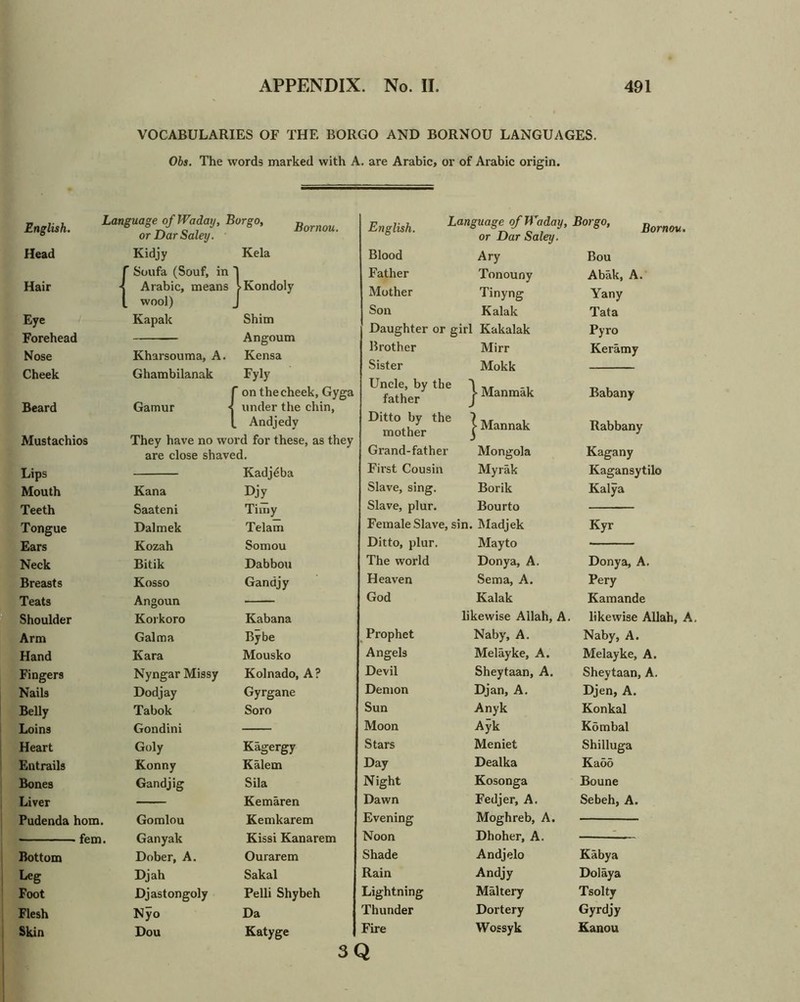 APPENDIX. No. II. 491
VOCABULARIES OF THE BORGO AND BORNOU LANGUAGES.
Obs. The words marked with A. are Arabic, or of Arabic origin.
English. Language of Waday, Borgo, or Dar Saley. Bornou.
Head Kidjy Kela
Hair { Soufa (Souf, in Arabic, means wool) } Kondoly
Eye Kapak Shim
Forehead —— Angoum
Nose Kharsouma, A. Kensa
Cheek Ghambilanak Fyly
Beard Gamur { on the cheek, Gyga under the chin, Andjedy
Mustachios They have no word for these, as they
are close shaved.
Lips —— Kadjéba
Mouth Kana Djy
Teeth Saateni Tīmy
Tongue Dalmek Telam
Ears Kozah Somou
Neck Bitik Dabbou
Breasts Kosso Gandjy
Teats Angoun ——
Shoulder Korkoro Kabana
Arm Galma Bȳbe
Hand Kara Mousko
Fingers Nyngar Missy Kolnado, A?
Nails Dodjay Gyrgane
Belly Tabok Soro
Loins Gondini ——
Heart Goly Kāgergy
Entrails Konny Kālem
Bones Gandjig Sila
Liver —— Kemāren
Pudenda hom. Gomlou Kemkarem
—— fem. Ganyak Kissi Kanarem
Bottom Dober, A. Ourarem
Leg Djah Sakal
Foot Djastongoly Pelli Shybeh
Flesh Nȳo Da
Skin Dou Katyge
English. Language of Waday, Borgo, or Dar Saley. Bornou.
Blood Ary Bou
Father Tonouny Abāk, A.
Mother Tinyng Yany
Son Kalak Tata
Daughter or girl Kakalak Pyro
Brother Mirr Kerāmy
Sister Mokk ——
Uncle, by the father } Manmāk Babany
Ditto by the mother } Mannak Rabbany
Grand-father Mongola Kagany
First Cousin Myrāk Kagansytilo
Slave, sing. Borik Kalȳa
Slave, plur. Bourto ——
Female Slave, sin. Madjek Kyr
Ditto, plur. Mayto ——
The world Donya, A. Donya, A.
Heaven Sema, A. Pery
God Kalak Kamande
likewise Allah, A. likewise Allah, A.
Prophet Naby, A. Naby, A.
Angels Melāyke, A. Melayke, A.
Devil Sheytaan, A. Sheytaan, A.
Demon Djan, A. Djen, A.
Sun Anyk Konkal
Moon Aȳk Kōmbal
Stars Meniet Shilluga
Day Dealka Kaōō
Night Kosonga Boune
Dawn Fedjer, A. Sebeh, A.
Evening Moghreb, A. ——
Noon Dhoher, A. ——
Shade Andjelo Kābya
Rain Andjy Dolāya
Lightning Māltery Tsolty
Thunder Dortery Gyrdjy
Fire Wossyk Kanou
3 Q